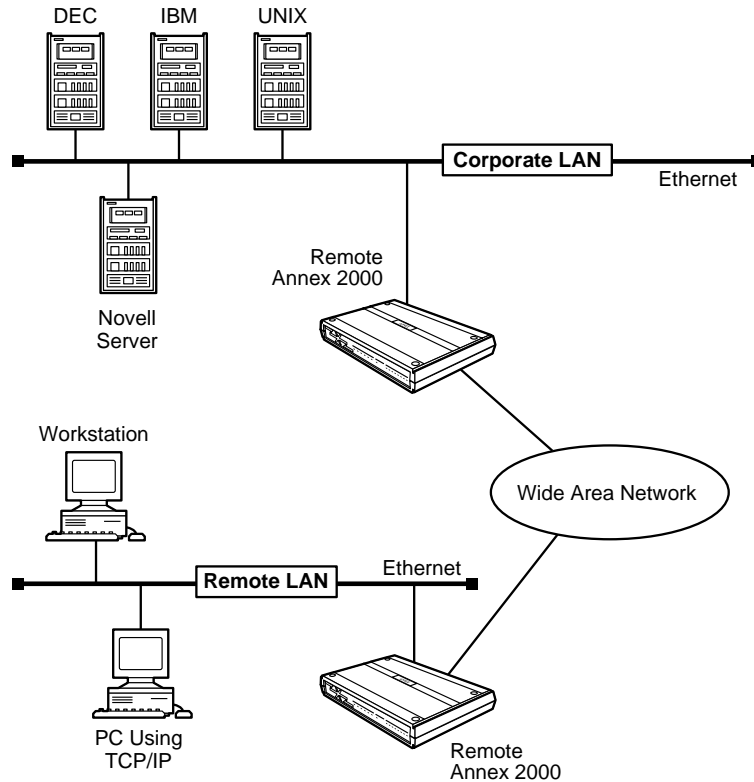 DEC IBM UNIX
Corporate LAN
Ethernet
Remote
Annex 2000
Novell
Server
Workstation
Wide Area Network
Remote LAN
Ethernet
PC Using
TCP/IP
Remote
Annex 2000